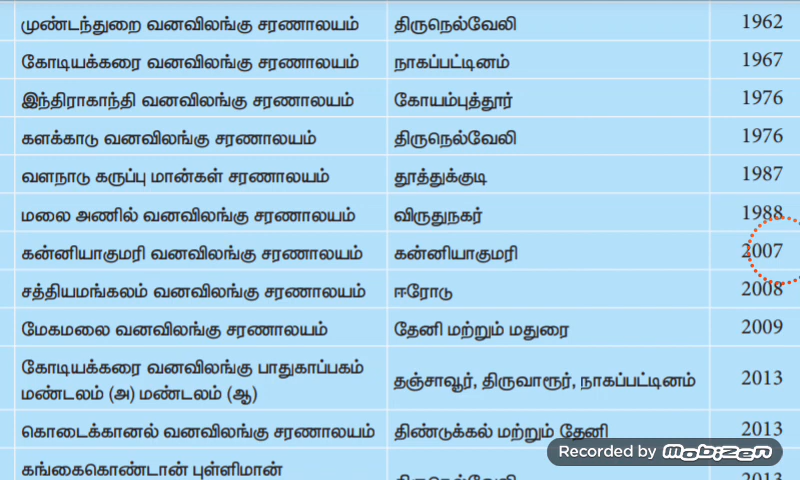 முண்டந்துறை வனவிலங்கு சரணாலயம் திருநெல்வேலி 1962
கோடியக்கரை வனவிலங்கு சரணாலயம் நாகப்பட்டினம் 1967
இந்திராகாந்தி வனவிலங்கு சரணாலயம் கோயம்புத்தூர் 1976
களக்காடு வனவிலங்கு சரணாலயம் திருநெல்வேலி 1976
வளநாடு கருப்பு மான்கள் சரணாலயம் தூத்துக்குடி 1987
மலை அணில் வனவிலங்கு சரணாலயம் விருதுநகர் 1988
கன்னியாகுமரி வனவிலங்கு சரணாலயம் கன்னியாகுமரி 2007
சத்தியமங்கலம் வனவிலங்கு சரணாலயம் ஈரோடு 2008
மேகமலை வனவிலங்கு சரணாலயம் தேனி மற்றும் மதுரை 2009
கோடியக்கரை வனவிலங்கு பாதுகாப்பகம்
மண்டலம் (அ) மண்டலம் (ஆ) தஞ்சாவூர், திருவாரூர், நாகப்பட்டினம் 2013
கொடைக்கானல் வனவிலங்கு சரணாலயம் திண்டுக்கல் மற்றும் தேனி 2013
கங்கைகொண்டான் புள்ளிமான் திருநெல்வேலி 2013
Recorded by mobizen